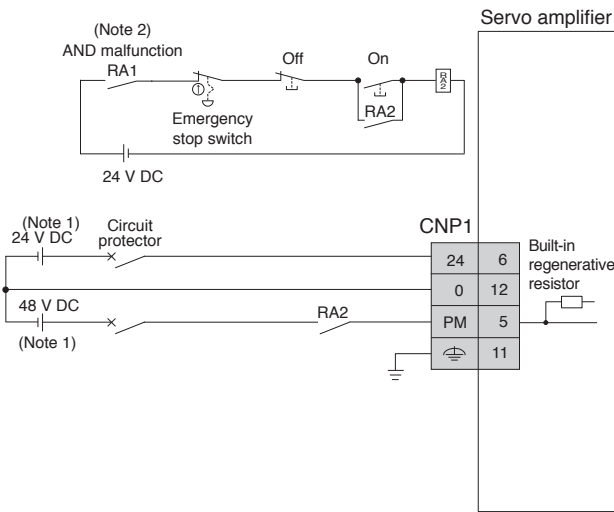 Servo amplifier
(Note 2)
AND malfunction
RA1
Off
On
RA2
RA2
Emergency
stop switch
24 V DC
(Note 1)
24 V DC
Circuit
protector
CNP1
24 6
0 12
PM 5
11
Built-in
regenerative
resistor
48 V DC
(Note 1)
RA2